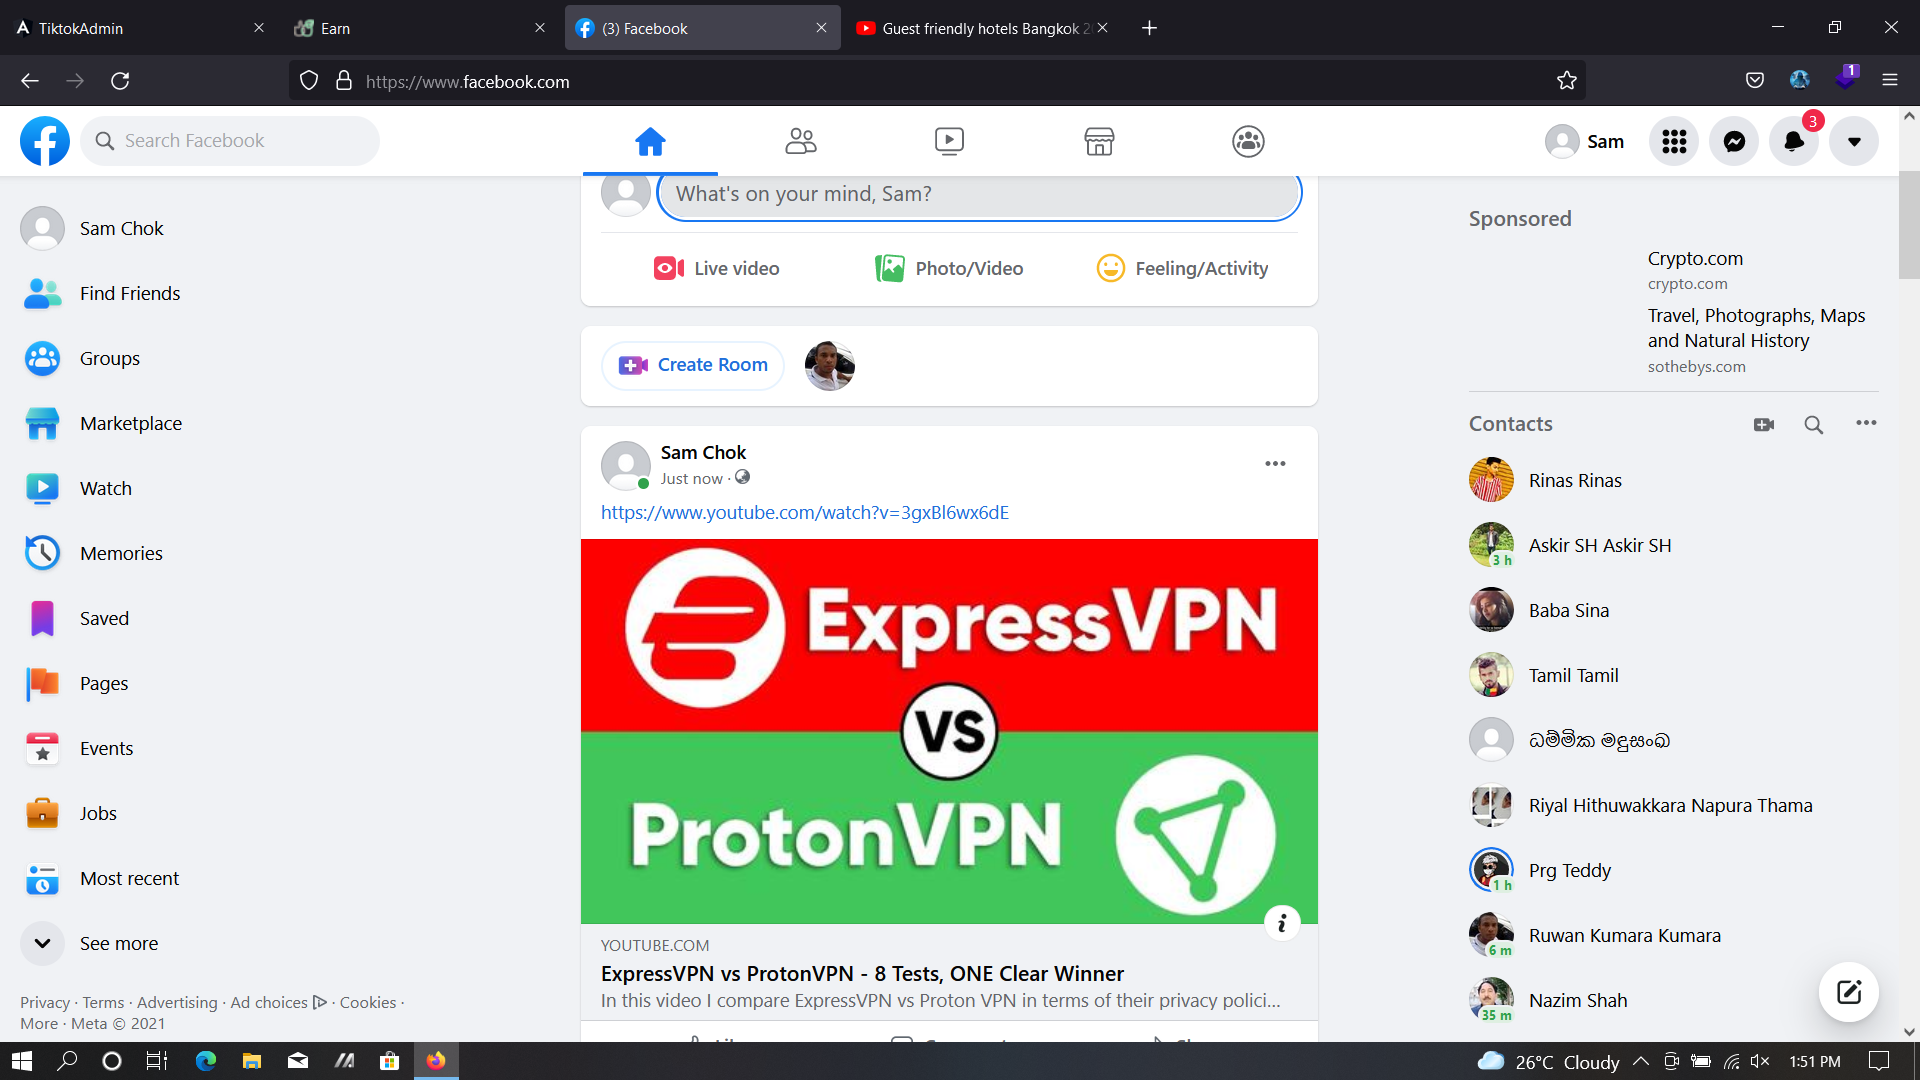 TiktokAdmin
Earn
(3) Facebook
Guest friendly hotels Bangkok
https://www.facebook.com
1
Search Facebook
Sam
3
Sam Chok
Find Friends
Groups
Marketplace
Watch
Memories
Saved
Pages
Events
Jobs
Most recent
See more
Privacy · Terms · Advertising · Ad choices · Cookies ·
More · Meta © 2021
What's on your mind, Sam?
Live video
Photo/Video
Feeling/Activity
Create Room
Sam Chok
Just now ·
https://www.youtube.com/watch?v=3gxBl6wx6dE
ExpressVPN
VS
ProtonVPN
YOUTUBE.COM
ExpressVPN vs ProtonVPN - 8 Tests, ONE Clear Winner
In this video I compare ExpressVPN vs Proton VPN in terms of their privacy polici...
Sponsored
Crypto.com
crypto.com
Travel, Photographs, Maps
and Natural History
sothebys.com
Contacts
Rinas Rinas
Askir SH Askir SH
3 h
Baba Sina
Tamil Tamil
ධම්මික මදුසංඛ
Riyal Hithuwakkara Napura Thama
Prg Teddy
1 h
Ruwan Kumara Kumara
6 m
Nazim Shah
35 m
26°C Cloudy
1:51 PM